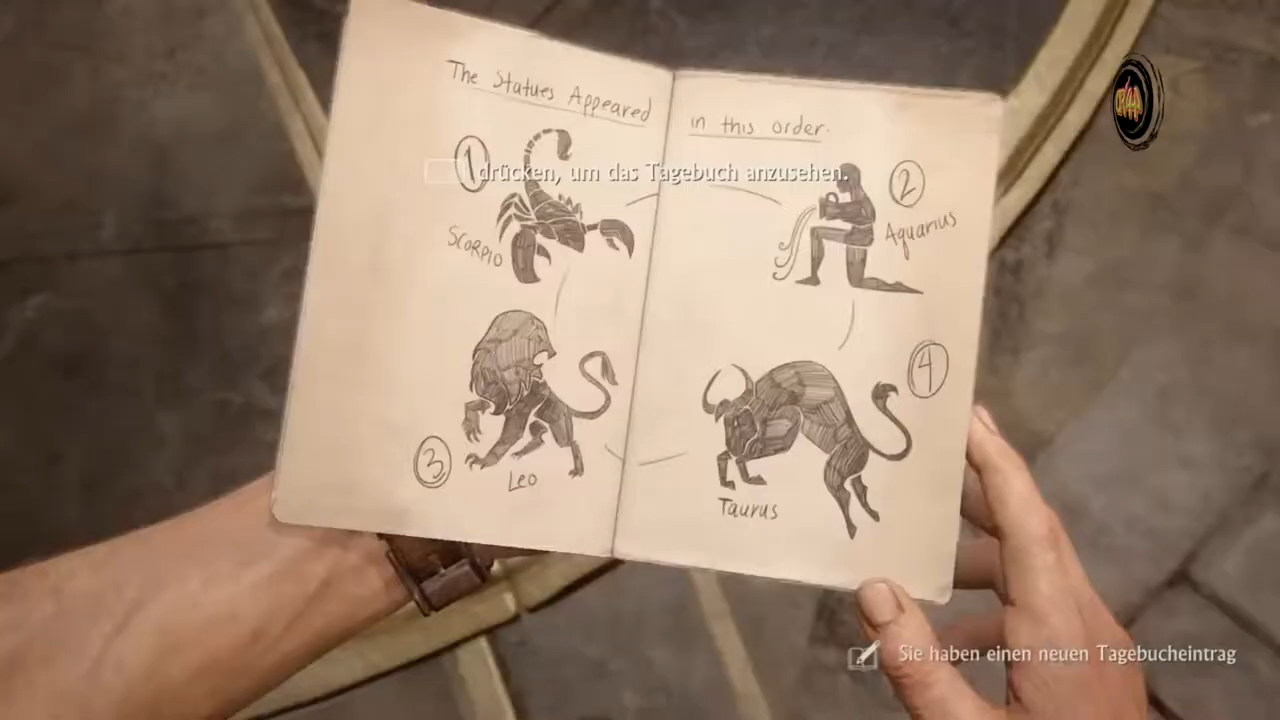 The Statues Appeared
in this order.
1
drücken, um das Tagebuch anzusehen.
2
SCORPIO
Aquarius
3
Leo
4
Taurus
Sie haben einen neuen Tagebucheintrag